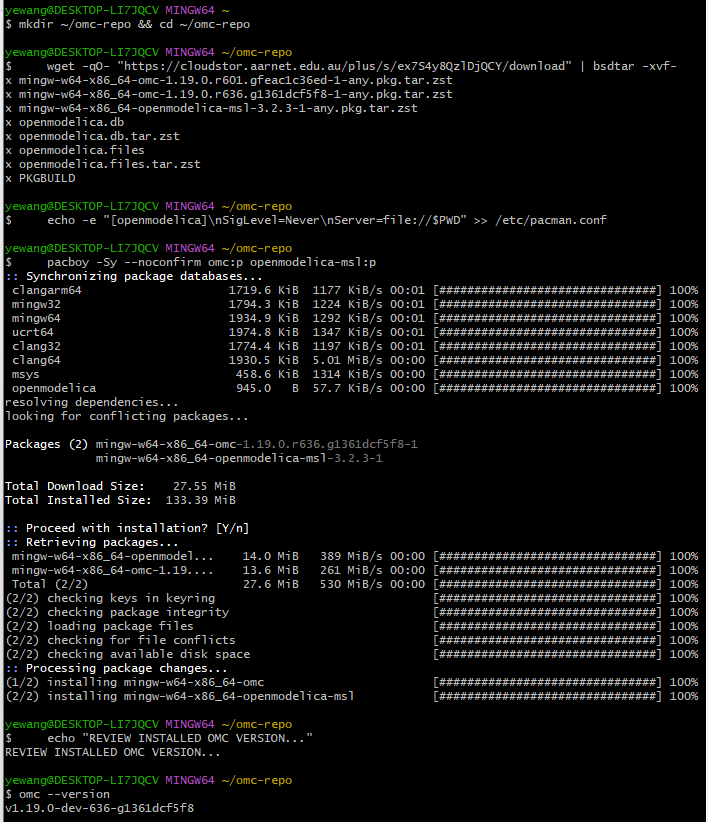 yewang@DESKTOP-LI7JQCV MINGW64 ~
$ mkdir ~/omc-repo && cd ~/omc-repo
yewang@DESKTOP-LI7JQCV MINGW64 ~/omc-repo
$    wget -qO- "https://cloudstor.aarnet.edu.au/plus/s/ex7S4y8QzlDjQCY/download" | bsdtar -xvf-
x mingw-w64-x86_64-omc-1.19.0.r601.gfeac1c36ed-1-any.pkg.tar.zst
x mingw-w64-x86_64-omc-1.19.0.r636.g1361dcf5f8-1-any.pkg.tar.zst
x mingw-w64-x86_64-openmodelica-msl-3.2.3-1-any.pkg.tar.zst
x openmodelica.db
x openmodelica.db.tar.zst
x openmodelica.files
x openmodelica.files.tar.zst
x PKGBUILD
yewang@DESKTOP-LI7JQCV MINGW64 ~/omc-repo
$    echo -e "[openmodelica]\nSigLevel=Never\nServer=file://$PWD" >> /etc/pacman.conf
yewang@DESKTOP-LI7JQCV MINGW64 ~/omc-repo
$    pacboy -Sy --noconfirm omc:p openmodelica-msl:p
:: Synchronizing package databases...
clangarm64 1719.6 KiB 1177 KiB/s 00:01 [################################] 100%
mingw32 1794.3 KiB 1224 KiB/s 00:01 [################################] 100%
mingw64 1934.9 KiB 1292 KiB/s 00:01 [################################] 100%
ucrt64 1974.8 KiB 1347 KiB/s 00:01 [################################] 100%
clang32 1774.4 KiB 1197 KiB/s 00:01 [################################] 100%
clang64 1930.5 KiB 5.01 MiB/s 00:00 [################################] 100%
msys 458.6 KiB 1314 KiB/s 00:00 [################################] 100%
openmodelica 945.0 B 57.7 KiB/s 00:00 [################################] 100%
resolving dependencies...
looking for conflicting packages...
Packages (2) mingw-w64-x86_64-omc-1.19.0.r636.g1361dcf5f8-1
mingw-w64-x86_64-openmodelica-msl-3.2.3-1
Total Download Size:    27.55 MiB
Total Installed Size:  133.39 MiB
:: Proceed with installation? [Y/n]
:: Retrieving packages...
mingw-w64-x86_64-openmodel... 14.0 MiB 389 MiB/s 00:00 [################################] 100%
mingw-w64-x86_64-omc-1.19.... 13.6 MiB 261 MiB/s 00:00 [################################] 100%
Total (2/2) 27.6 MiB 530 MiB/s 00:00 [################################] 100%
(2/2) checking keys in keyring [################################] 100%
(2/2) checking package integrity [################################] 100%
(2/2) loading package files [################################] 100%
(2/2) checking for file conflicts [################################] 100%
(2/2) checking available disk space [################################] 100%
:: Processing package changes...
(1/2) installing mingw-w64-x86_64-omc [################################] 100%
(2/2) installing mingw-w64-x86_64-openmodelica-msl [################################] 100%
yewang@DESKTOP-LI7JQCV MINGW64 ~/omc-repo
$    echo "REVIEW INSTALLED OMC VERSION..."
REVIEW INSTALLED OMC VERSION...
yewang@DESKTOP-LI7JQCV MINGW64 ~/omc-repo
$ omc --version
v1.19.0-dev-636-g1361dcf5f8